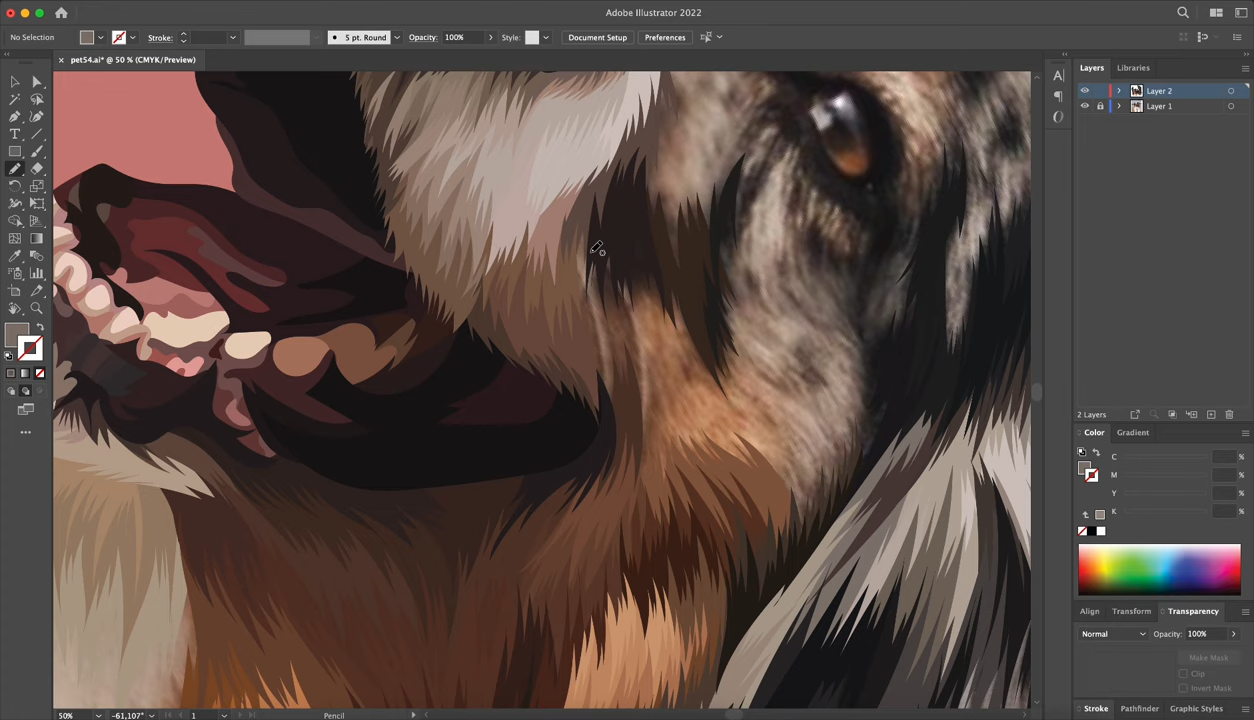 Adobe Illustrator 2022
No Selection
Stroke:
5 pt. Round
Opacity: 100%
Style:
Document Setup
Preferences
× pet54.ai* @ 50 % (CMYK/Preview)
Layers
Libraries
Layer 2
Layer 1
2 Layers
Color
Gradient
C %
M %
Y %
K %
Align
Transform
Transparency
Normal
Opacity: 100%
Make Mask
Clip
Invert Mask
Stroke
Pathfinder
Graphic Styles
50%
-61,107°
1
Pencil